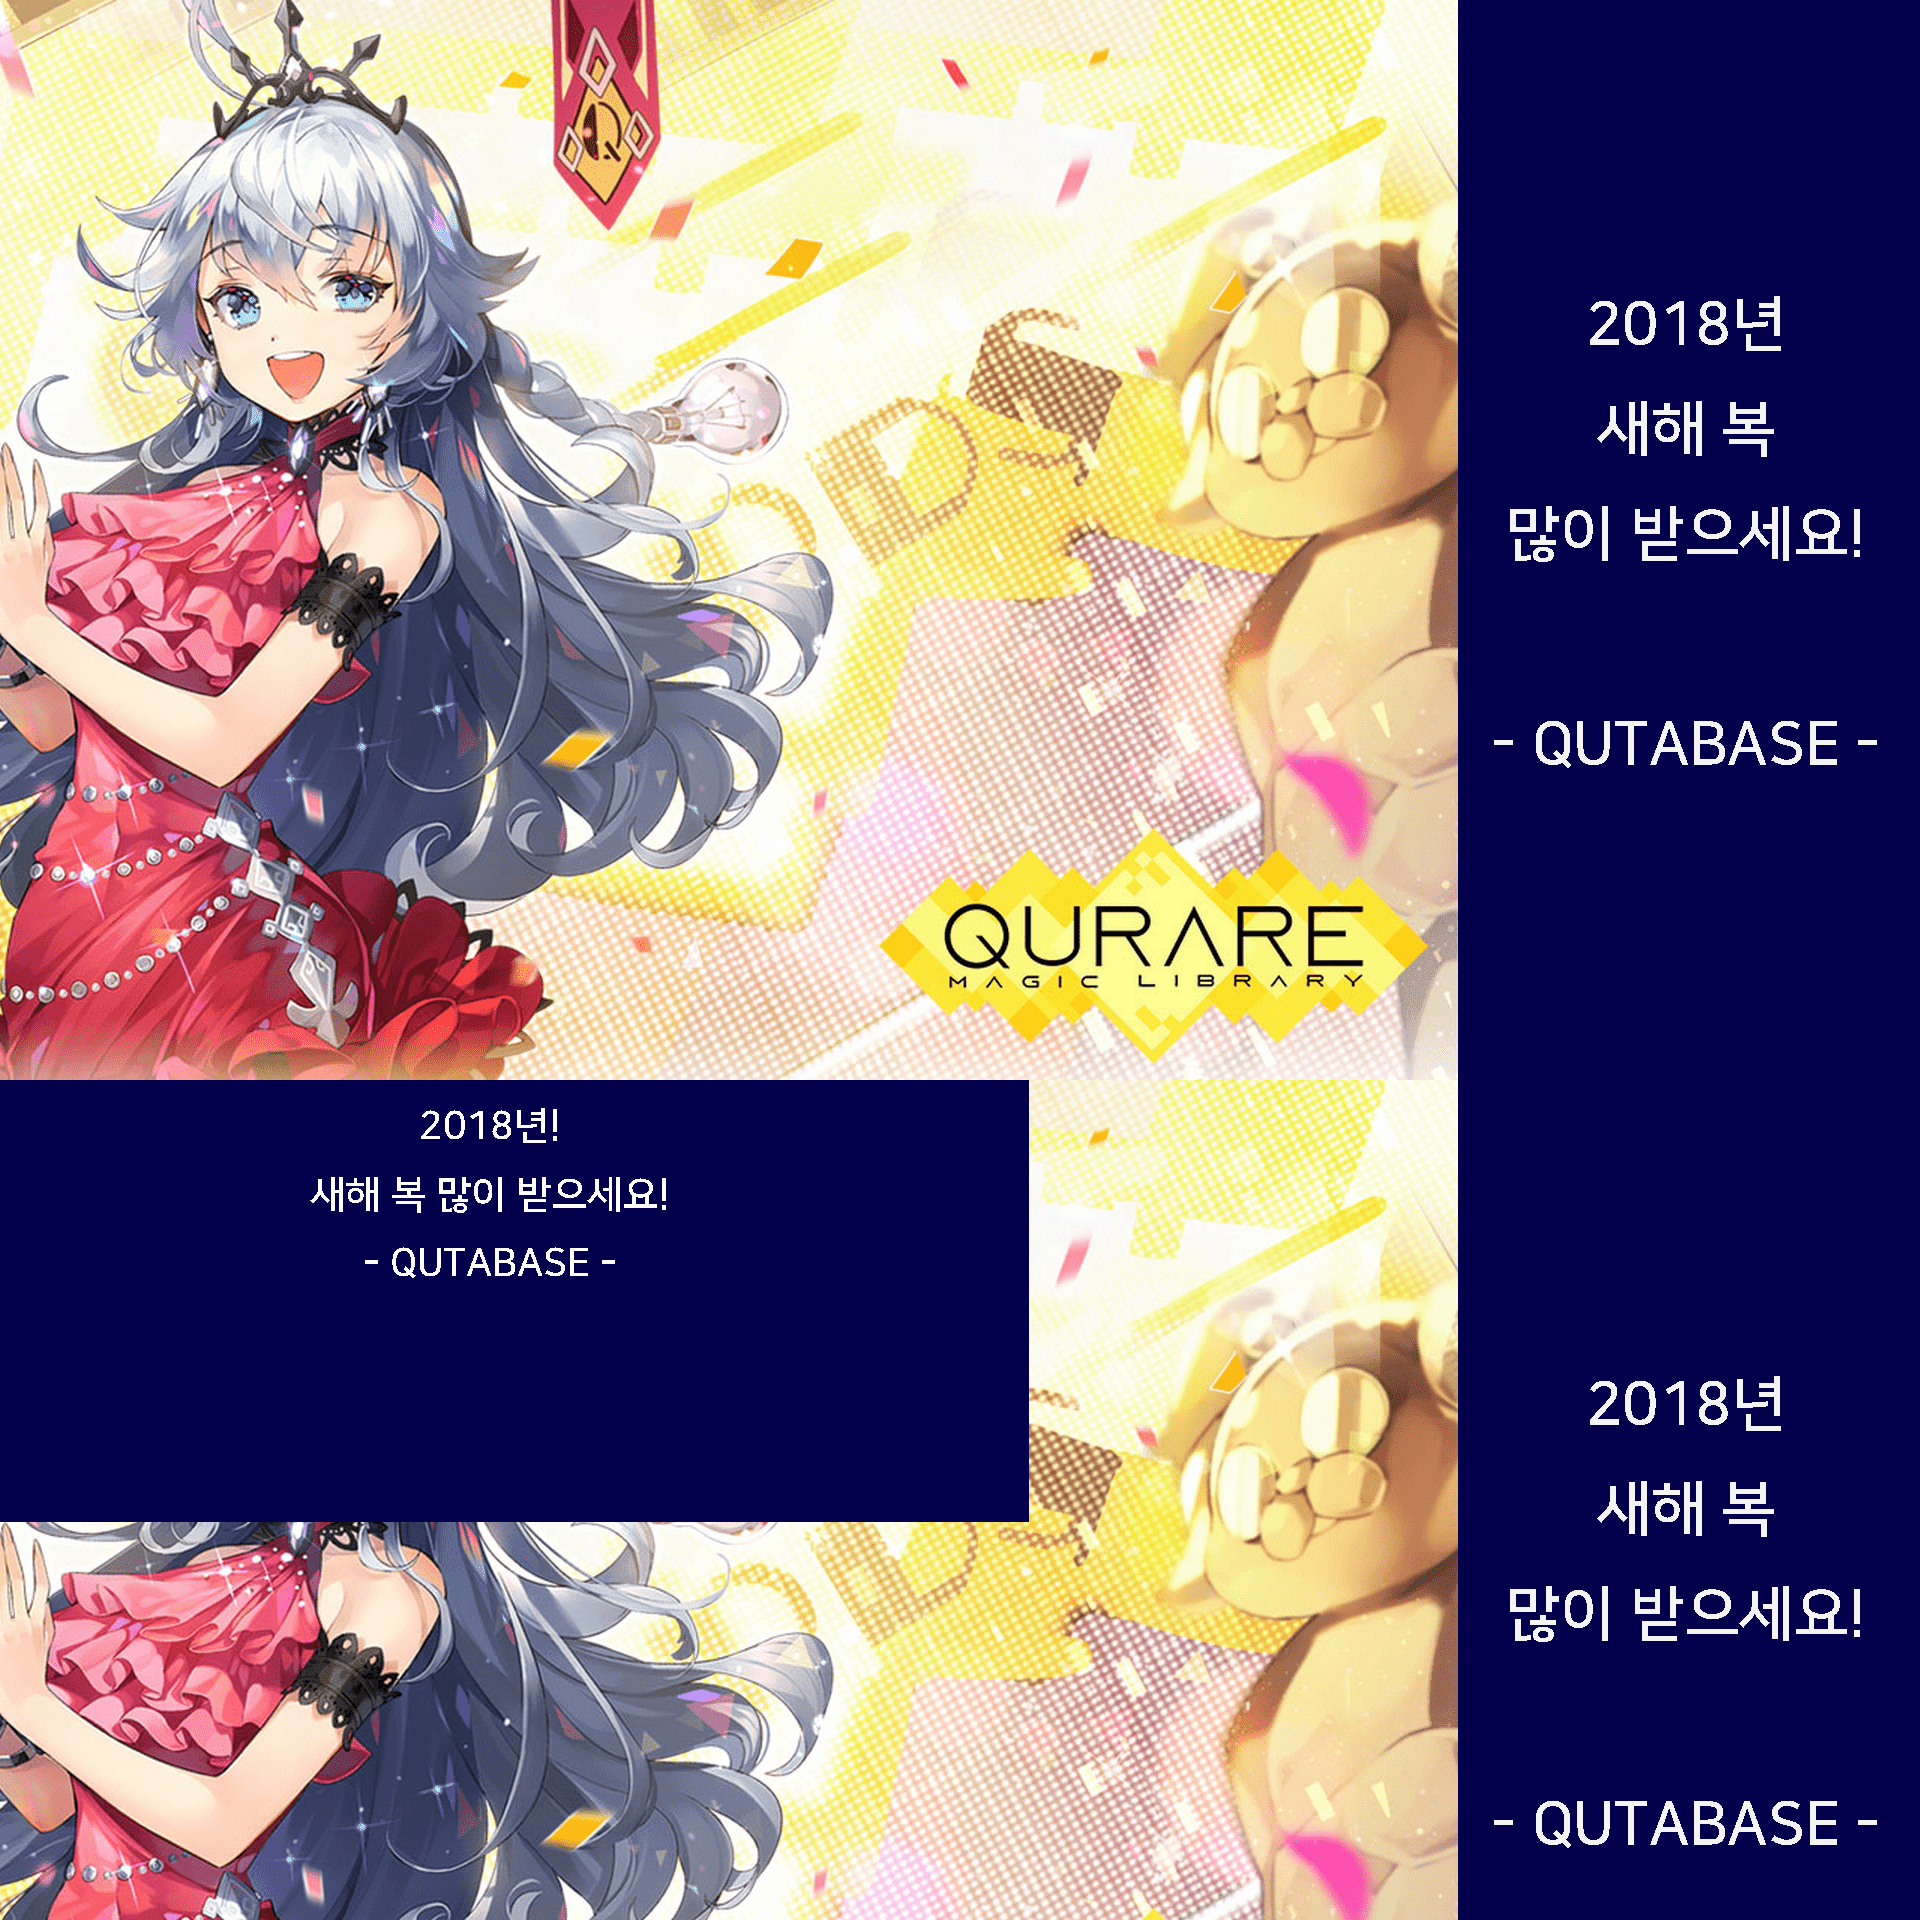 2018년
새해 복
많이 받으세요!
- QUTABASE -
QURARE
MAGIC LIBRARY
2018년!
새해 복 많이 받으세요!
- QUTABASE -
2018년
새해 복
많이 받으세요!
- QUTABASE -